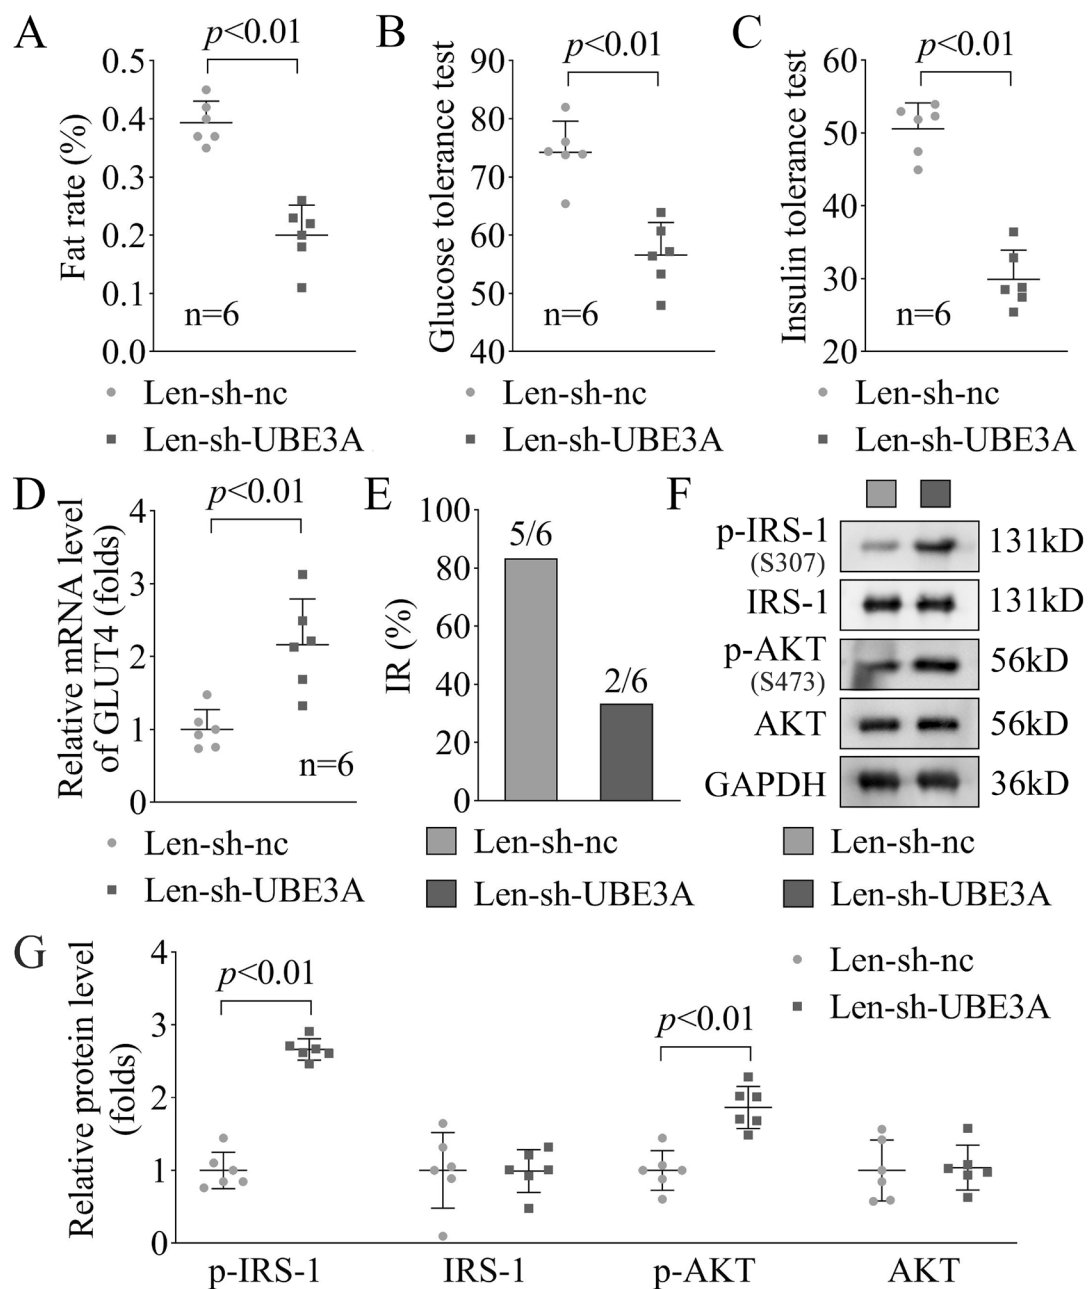 A
p<0.01
Fat rate (%)
0.5
0.4
0.3
0.2
0.1
0.0
n=6
Len-sh-nc
Len-sh-UBE3A
B
p<0.01
Glucose tolerance test
90
80
70
60
50
40
n=6
Len-sh-nc
Len-sh-UBE3A
C
p<0.01
Insulin tolerance test
60
50
40
30
20
n=6
Len-sh-nc
Len-sh-UBE3A
D
p<0.01
Relative mRNA level
of GLUT4 (folds)
4
3
2
1
0
n=6
Len-sh-nc
Len-sh-UBE3A
E
IR (%)
100
80
60
40
20
0
5/6
2/6
Len-sh-nc
Len-sh-UBE3A
F
p-IRS-1 131kD
(S307)
IRS-1 131kD
p-AKT 56kD
(S473)
AKT 56kD
GAPDH 36kD
Len-sh-nc
Len-sh-UBE3A
G
Relative protein level
(folds)
4
3
2
1
0
p<0.01
p<0.01
Len-sh-nc
Len-sh-UBE3A
p-IRS-1 IRS-1 p-AKT AKT